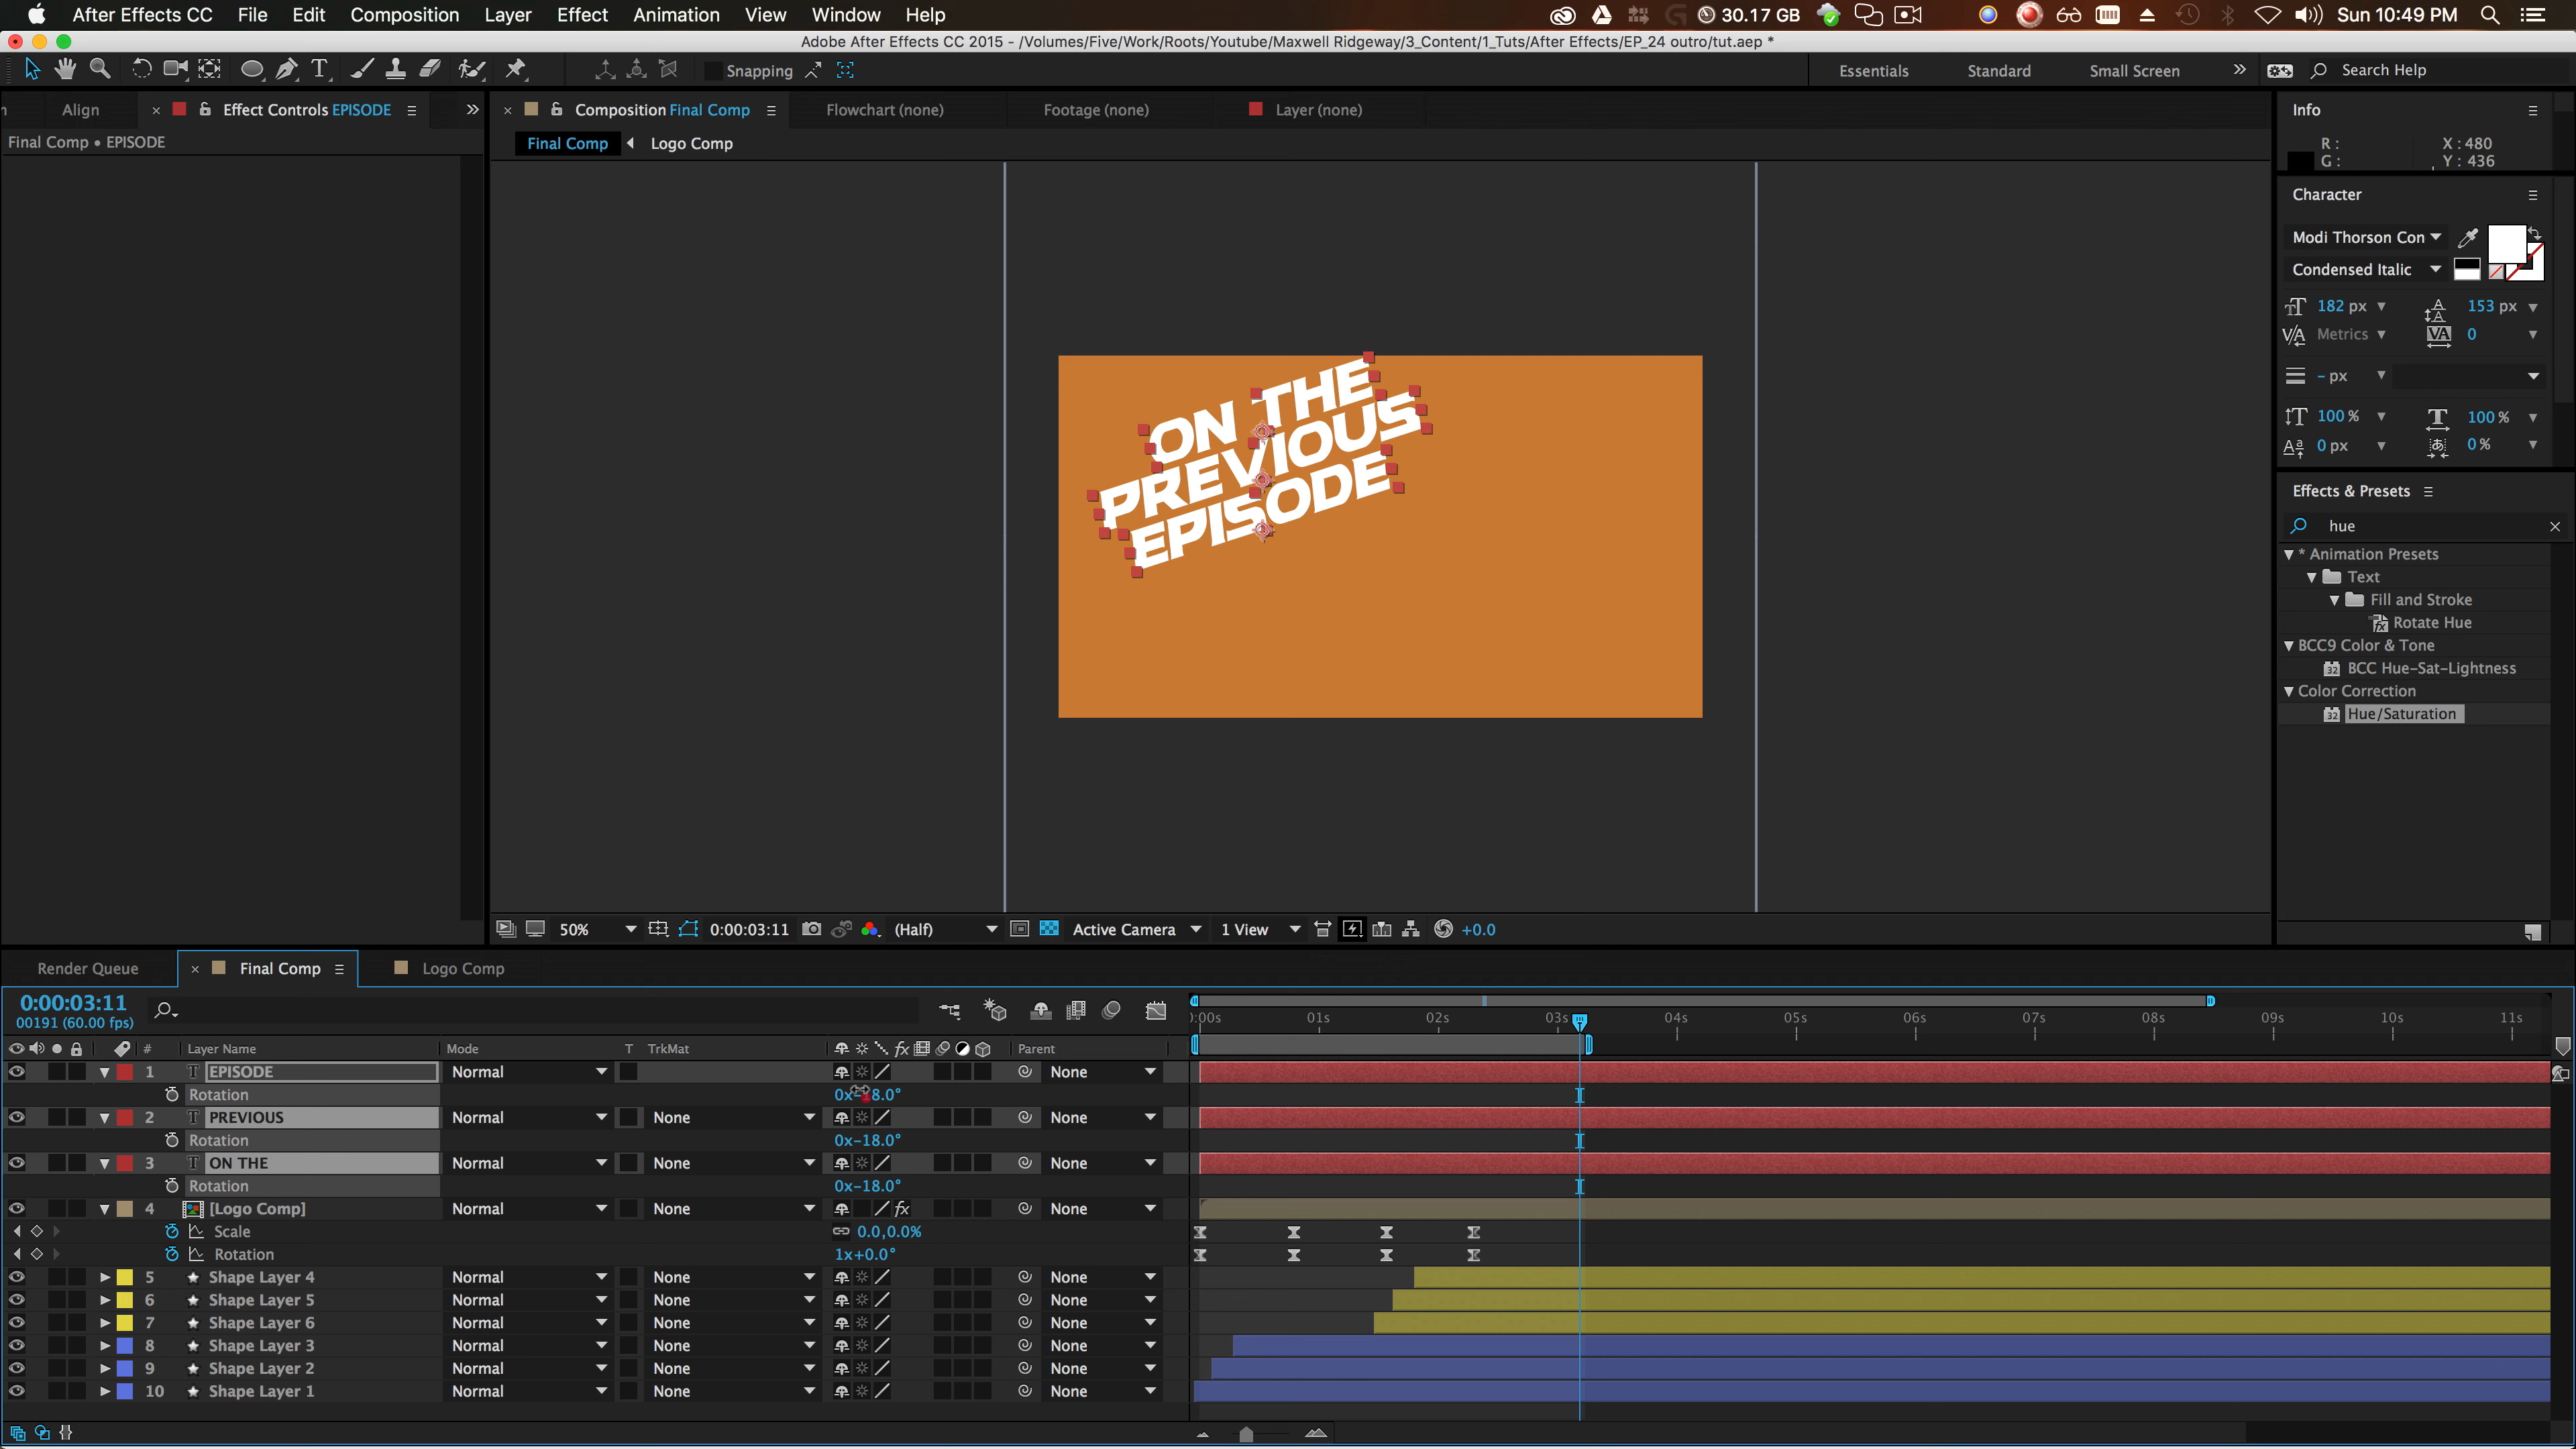 After Effects CC File Edit Composition Layer Effect Animation View Window Help 30.17 GB Sun 10:49 PM
Adobe After Effects CC 2015 - /Volumes/Five/Work/Roots/Youtube/Maxwell Ridgeway/3_Content/1_Tuts/After Effects/EP_24 outro/tut.aep *
Snapping Essentials Standard Small Screen Search Help
Align Effect Controls EPISODE Composition Final Comp Flowchart (none) Footage (none) Layer (none) Info
Final Comp • EPISODE Final Comp Logo Comp
R : X : 480
G : Y : 436
Character
Modi Thorson Con
Condensed Italic
182 px 153 px
Metrics 0
- px
100 % 100 %
0 px 0 %
ON THE
PREVIOUS
EPISODE
Effects & Presets
hue
* Animation Presets
Text
Fill and Stroke
Rotate Hue
BCC9 Color & Tone
BCC Hue-Sat-Lightness
Color Correction
Hue/Saturation
50% 0:00:03:11 (Half) Active Camera 1 View +0.0
Render Queue Final Comp Logo Comp
0:00:03:11
00191 (60.00 fps)
:00s 01s 02s 03s 04s 05s 06s 07s 08s 09s 10s 11s
# Layer Name Mode T TrkMat Parent
1 EPISODE Normal None
Rotation
2 PREVIOUS Normal None None
Rotation 0x-18.0°
3 ON THE Normal None None
Rotation 0x-18.0°
4 [Logo Comp] Normal None None
Scale 0.0,0.0%
Rotation 1x+0.0°
5 Shape Layer 4 Normal None None
6 Shape Layer 5 Normal None None
7 Shape Layer 6 Normal None None
8 Shape Layer 3 Normal None None
9 Shape Layer 2 Normal None None
10 Shape Layer 1 Normal None None